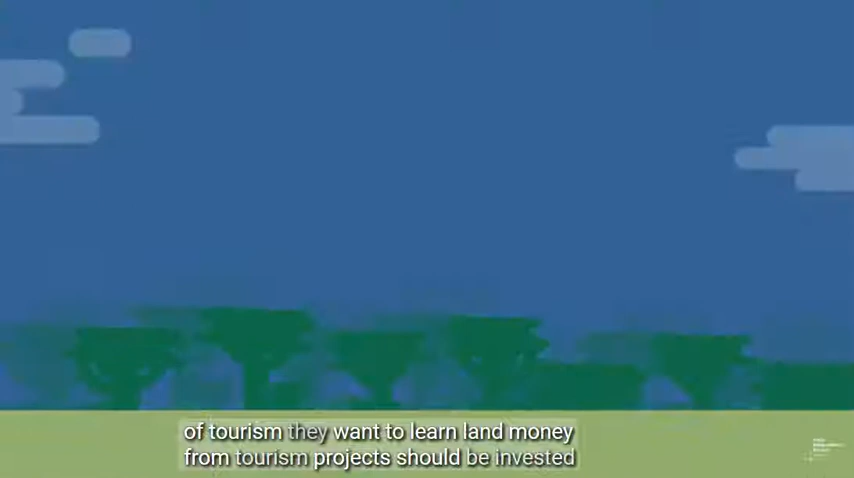 of tourism they want to learn land money
from tourism projects should be invested